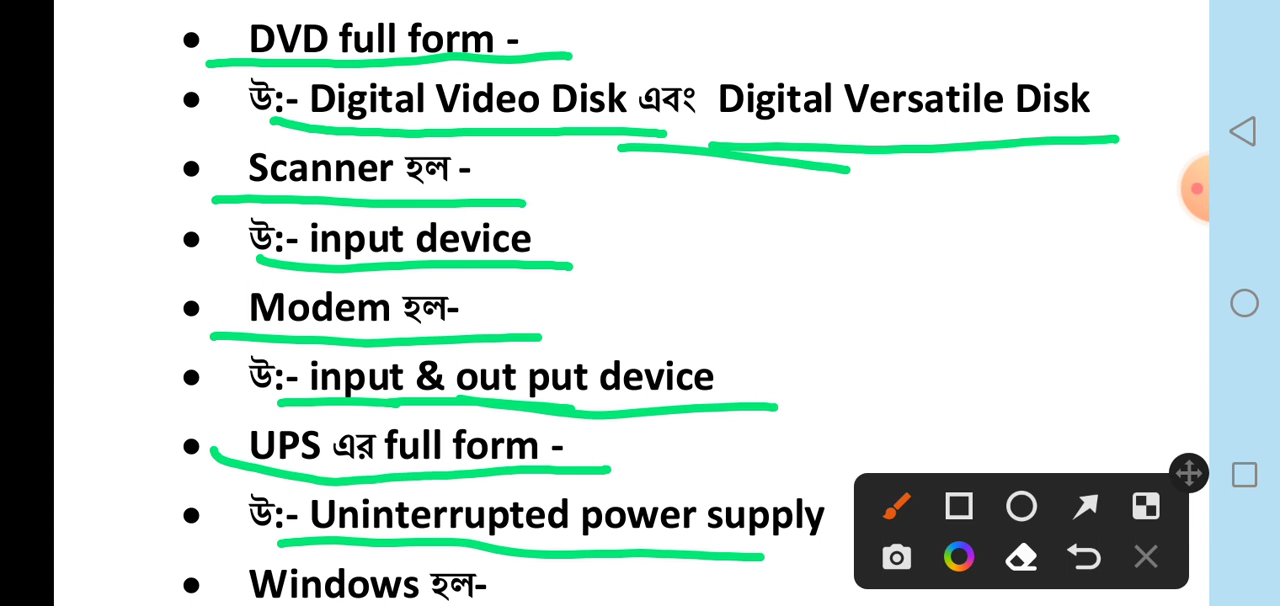 • DVD full form -
• উ:- Digital Video Disk এবং Digital Versatile Disk
• Scanner হল -
• উ:- input device
• Modem হল-
• উ:- input & out put device
• UPS এর full form -
• উ:- Uninterrupted power supply
• Windows হল-